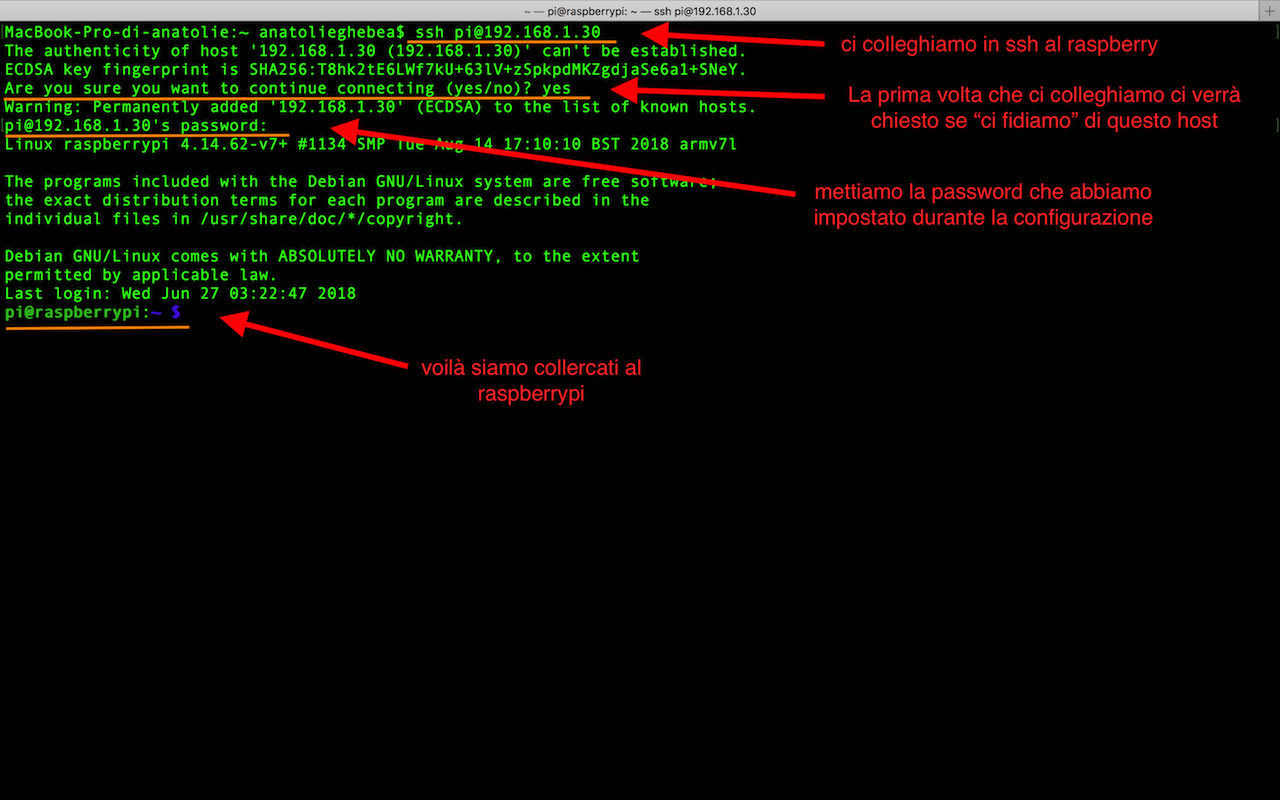 ~ — pi@raspberrypi: ~ — ssh pi@192.168.1.30
MacBook-Pro-di-anatolie:~ anatolieghebea$ ssh pi@192.168.1.30
ci colleghiamo in ssh al raspberry
The authenticity of host '192.168.1.30 (192.168.1.30)' can't be established.
ECDSA key fingerprint is SHA256:T8hk2tE6LWf7kU+63lV+zSpkpdMKZgdjaSe6a1+SNeY.
Are you sure you want to continue connecting (yes/no)? yes
La prima volta che ci colleghiamo ci verrà
chiesto se “ci fidiamo” di questo host
Warning: Permanently added '192.168.1.30' (ECDSA) to the list of known hosts.
pi@192.168.1.30's password:
Linux raspberrypi 4.14.62-v7+ #1134 SMP Tue Aug 14 17:10:10 BST 2018 armv7l
mettiamo la password che abbiamo
impostato durante la configurazione
The programs included with the Debian GNU/Linux system are free software;
the exact distribution terms for each program are described in the
individual files in /usr/share/doc/*/copyright.
Debian GNU/Linux comes with ABSOLUTELY NO WARRANTY, to the extent
permitted by applicable law.
Last login: Wed Jun 27 03:22:47 2018
pi@raspberrypi:~ $
voilà siamo collercati al
raspberrypi